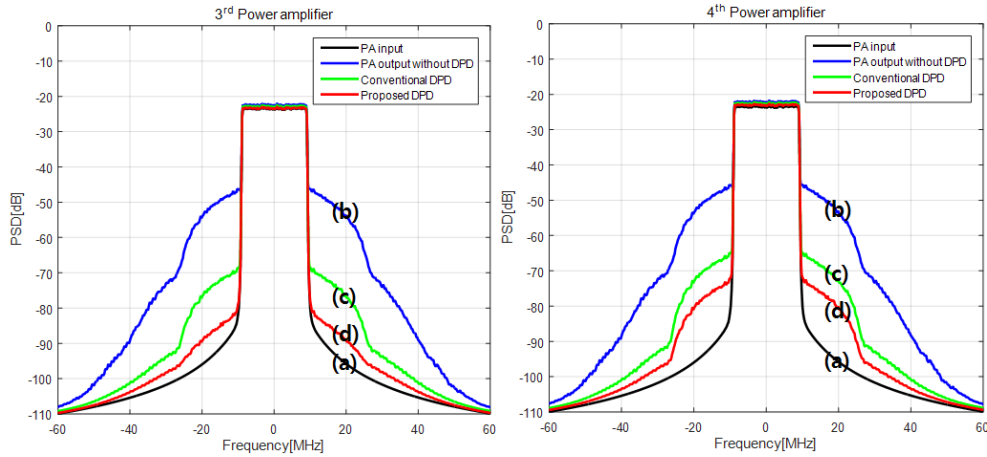 3rd Power amplifier
0
-10
-20
-30
-40
-50
-60
-70
-80
-90
-100
-110
PSD[dB]
PA input
PA output without DPD
Conventional DPD
Proposed DPD
(b)
(c)
(d)
(a)
-60 -40 -20 0 20 40 60
Frequency[MHz]
4th Power amplifier
0
-10
-20
-30
-40
-50
-60
-70
-80
-90
-100
-110
PSD[dB]
PA input
PA output without DPD
Conventional DPD
Proposed DPD
(b)
(c)
(d)
(a)
-60 -40 -20 0 20 40 60
Frequency[MHz]